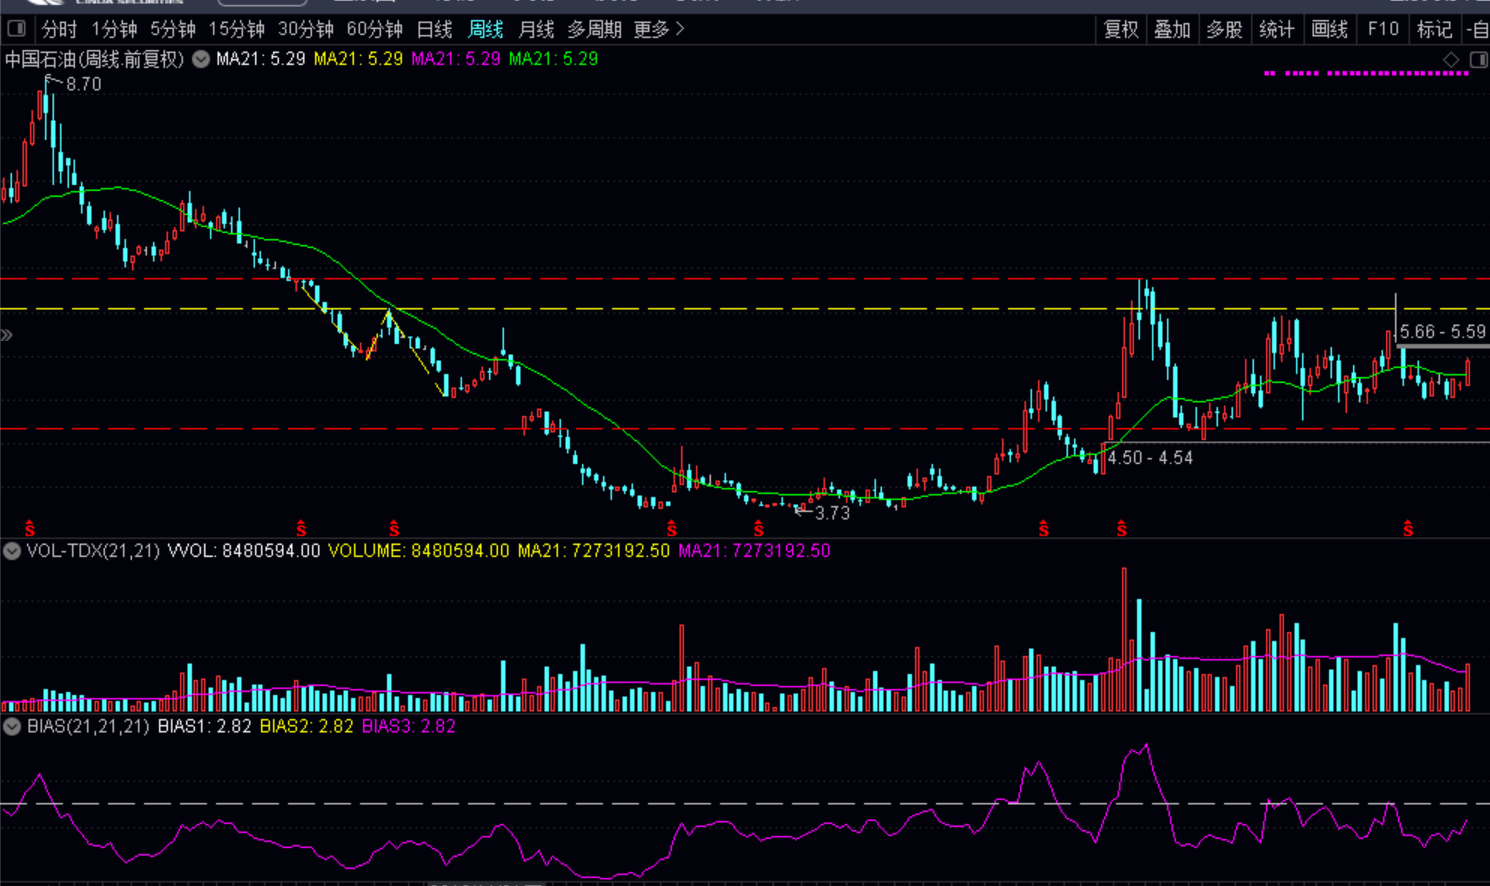 CINDA SECURITIES
分时 1分钟 5分钟 15分钟 30分钟 60分钟 日线 周线 月线 多周期 更多 复权 叠加 多股 统计 画线 F10 标记 -自
中国石油(周线.前复权) MA21: 5.29 MA21: 5.29 MA21: 5.29 MA21: 5.29
8.70
5.66 - 5.59
4.50 - 4.54
3.73
S S S S S S S S
VOL-TDX(21,21) VVOL: 8480594.00 VOLUME: 8480594.00 MA21: 7273192.50 MA21: 7273192.50
BIAS(21,21,21) BIAS1: 2.82 BIAS2: 2.82 BIAS3: 2.82